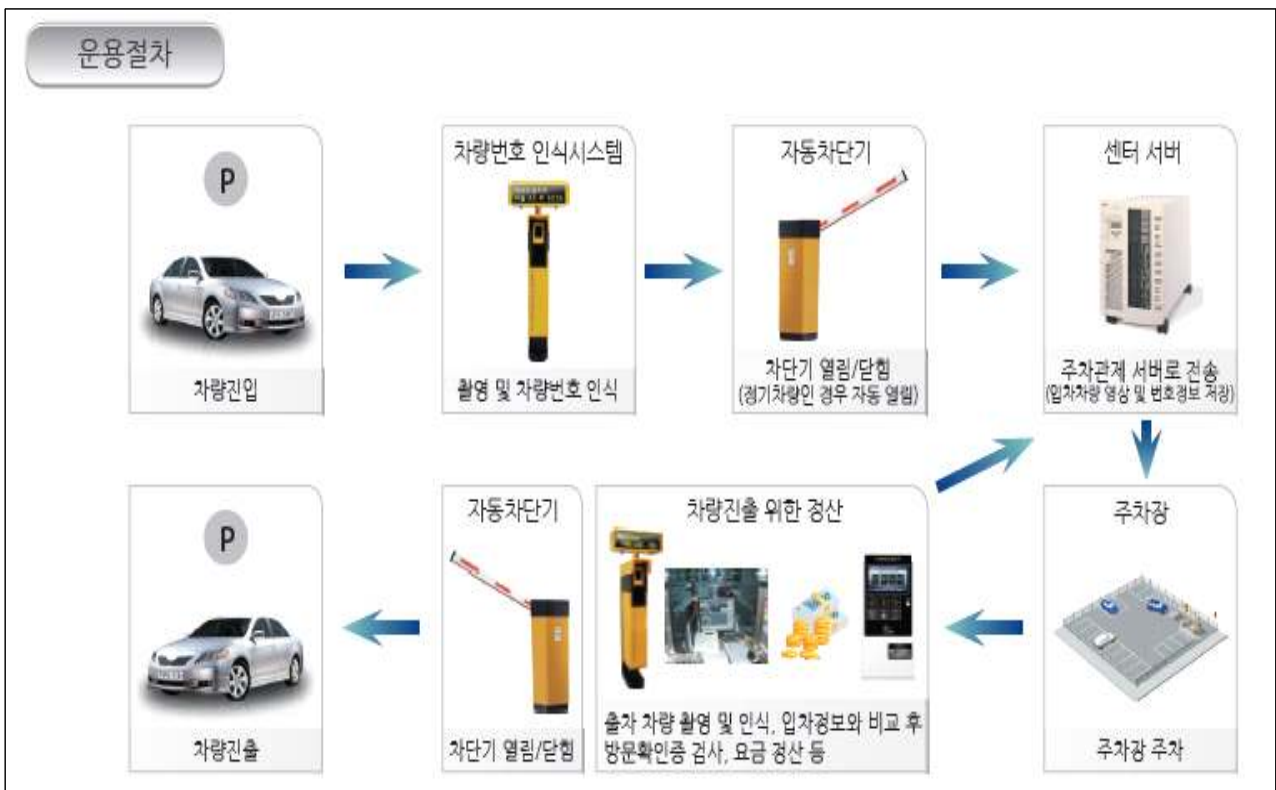 운용절차
P
차량진입
차량번호 인식시스템
촬영 및 차량번호 인식
자동차단기
차단기 열림/닫힘
(정기차량인 경우 자동 열림)
센터 서버
주차관제 서버로 전송
(입차차량 영상 및 번호정보 저장)
주차장
주차장 주차
차량진출 위한 정산
출차 차량 촬영 및 인식, 입차정보와 비교 후
방문확인증 검사, 요금 정산 등
자동차단기
차단기 열림/닫힘
P
차량진출